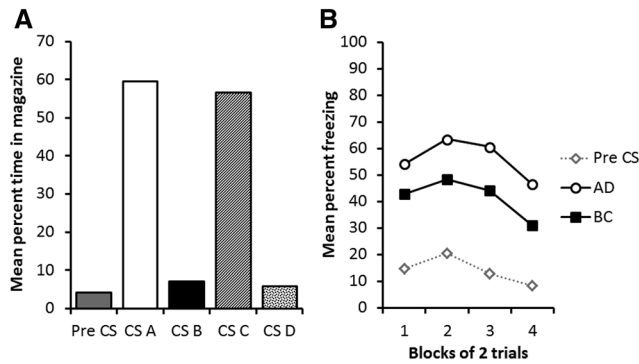 A
Mean percent time in magazine
70
60
50
40
30
20
10
0
Pre CS CS A CS B CS C CS D
B
Mean percent freezing
100
90
80
70
60
50
40
30
20
10
0
1 2 3 4
Blocks of 2 trials
Pre CS
AD
BC